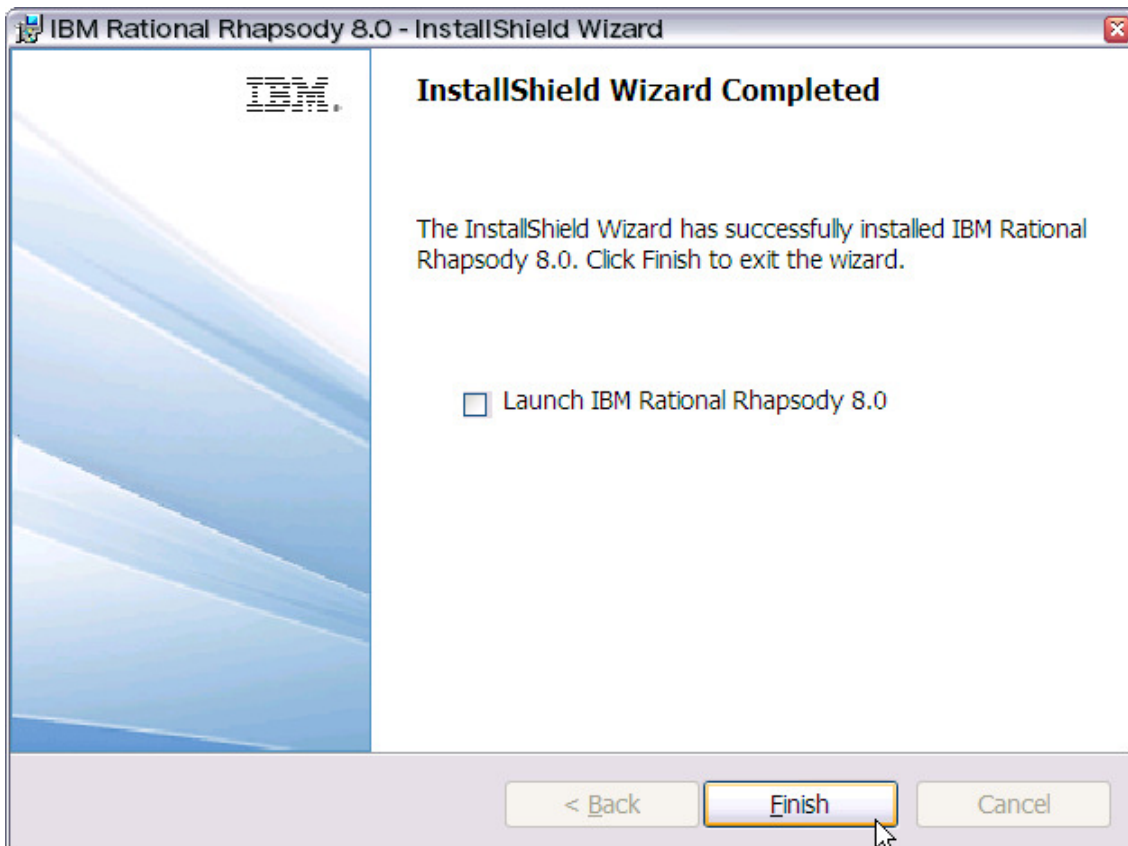 IBM Rational Rhapsody 8.0 - InstallShield Wizard
IBM.
InstallShield Wizard Completed
The InstallShield Wizard has successfully installed IBM Rational
Rhapsody 8.0. Click Finish to exit the wizard.
Launch IBM Rational Rhapsody 8.0
< Back
Finish
Cancel